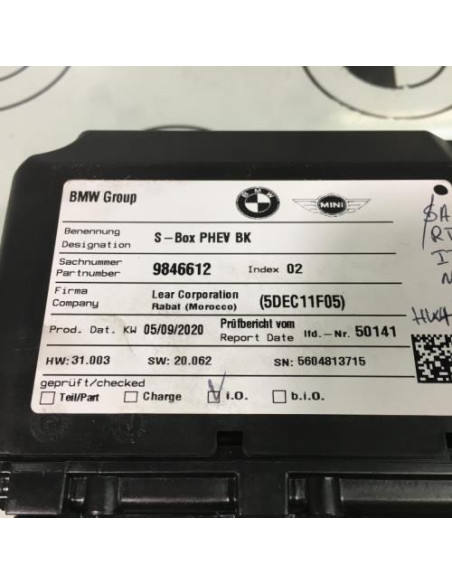 BMW Group
BMW
MINI
Benennung
Designation
S-Box PHEV BK
Sachnummer
Partnumber
9846612
Index 02
Firma
Company
Lear Corporation
Rabat (Morocco)
(5DEC11F05)
Prod. Dat. KW 05/09/2020
Prüfbericht vom
Report Date
lfd.-Nr. 50141
HW: 31.003
SW: 20.062
SN: 5604813715
geprüft/checked
Teil/Part
Charge
i.O.
b.i.O.